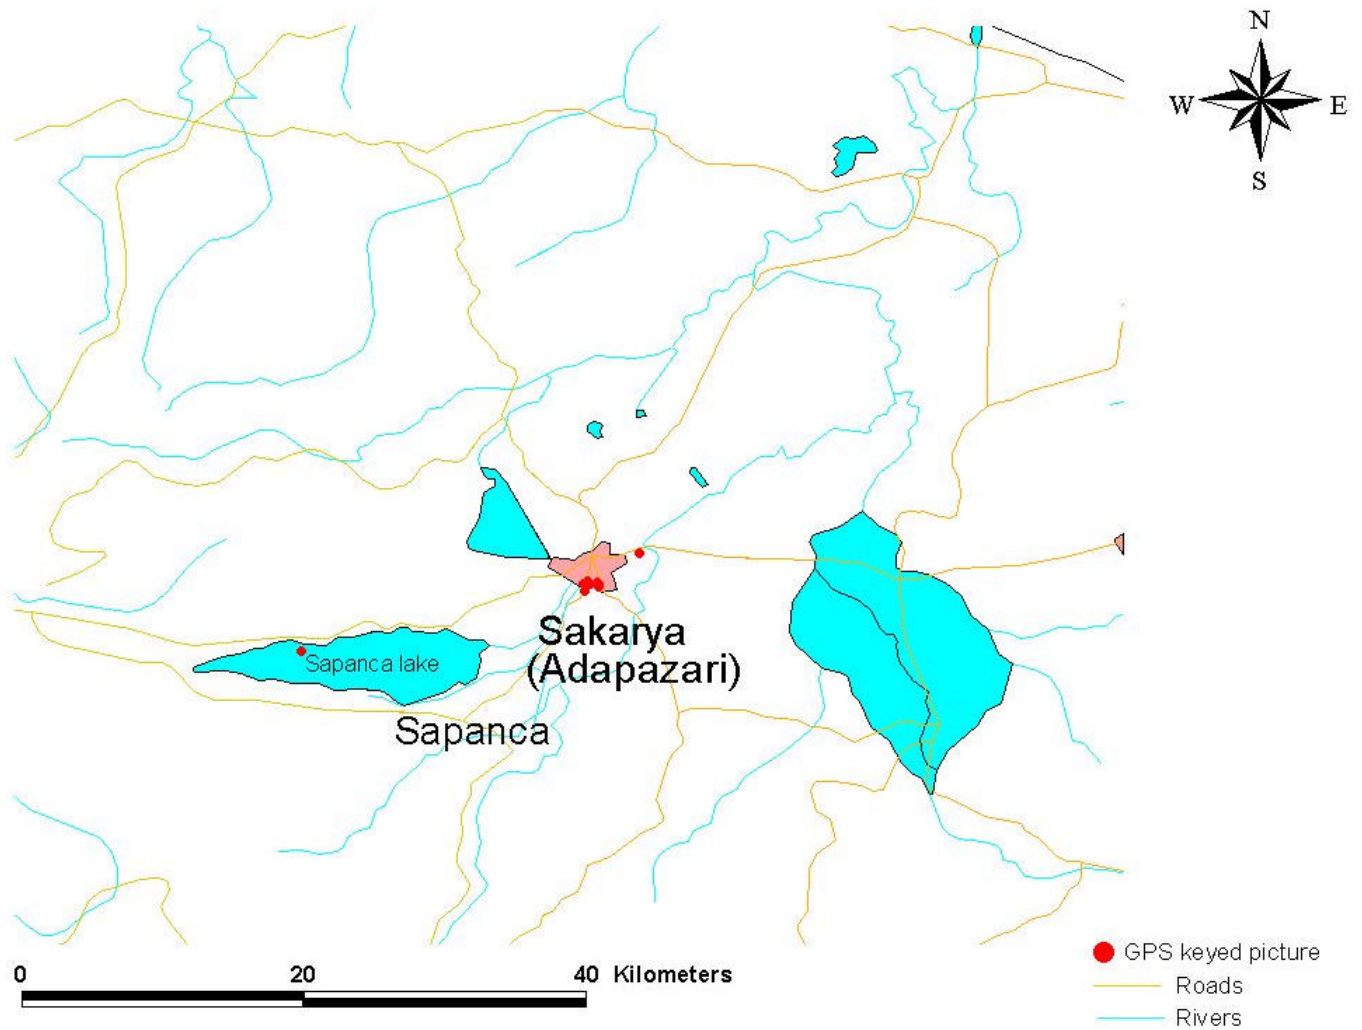 N
W E
S
Sakarya
(Adapazari)
Sapanca lake
Sapanca
0 20 40 Kilometers
GPS keyed picture
Roads
Rivers